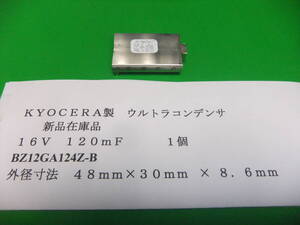 KYOCERA製 ウルトラコンデンサ
新品在庫品
16V 120mF 1個
BZ12GA124Z-B
外径寸法 48mm×30mm × 8.6mm